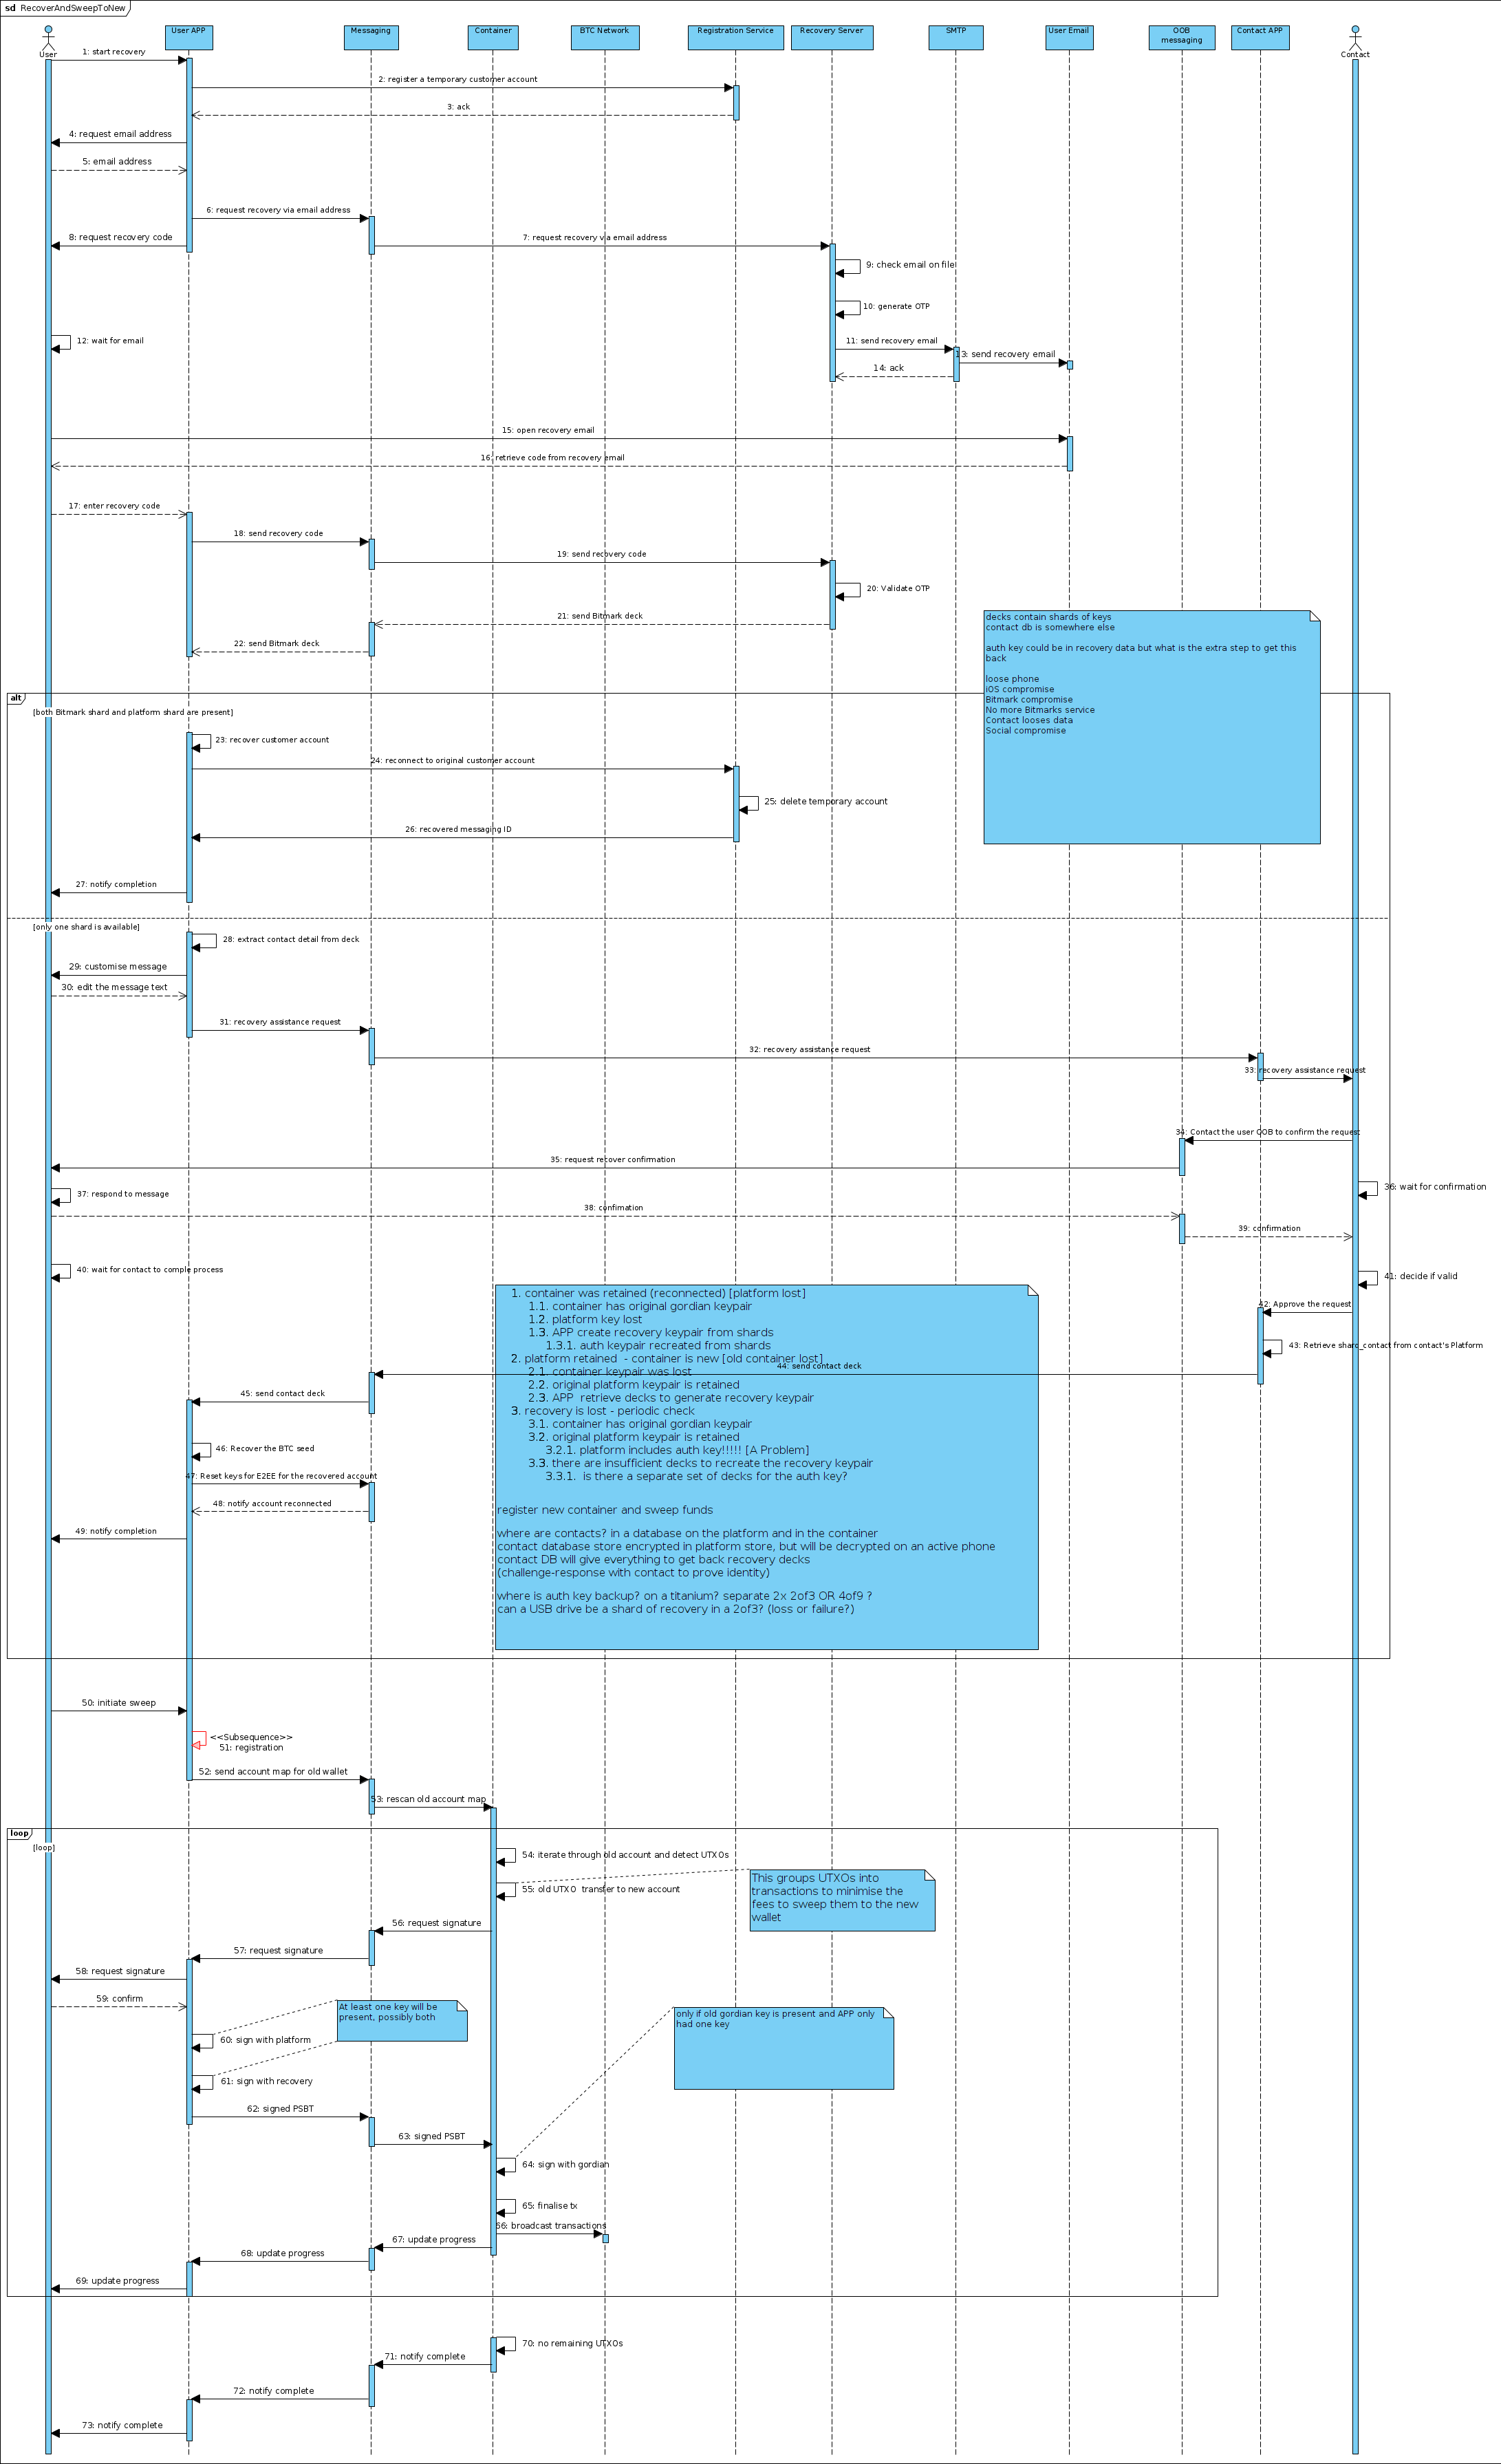 sd RecoverAndSweepToNew
User
User APP
Messaging
Container
BTC Network
Registration Service
Recovery Server
SMTP
User Email
OOB
messaging
Contact APP
Contact
1: start recovery
2: register a temporary customer account
3: ack
4: request email address
5: email address
6: request recovery via email address
8: request recovery code
7: request recovery via email address
9: check email on file
10: generate OTP
12: wait for email
11: send recovery email
13: send recovery email
14: ack
15: open recovery email
16: retrieve code from recovery email
17: enter recovery code
18: send recovery code
19: send recovery code
20: Validate OTP
21: send Bitmark deck
22: send Bitmark deck
decks contain shards of keys
contact db is somewhere else
auth key could be in recovery data but what is the extra step to get this
back
loose phone
iOS compromise
Bitmark compromise
No more Bitmarks service
Contact looses data
Social compromise
alt
[both Bitmark shard and platform shard are present]
23: recover customer account
24: reconnect to original customer account
25: delete temporary account
26: recovered messaging ID
27: notify completion
[only one shard is available]
28: extract contact detail from deck
29: customise message
30: edit the message text
31: recovery assistance request
32: recovery assistance request
33: recovery assistance request
34: Contact the user OOB to confirm the request
35: request recover confirmation
36: wait for confirmation
37: respond to message
38: confirmation
39: confirmation
40: wait for contact to comple process
41: decide if valid
42: Approve the request
43: Retrieve shard_contact from contact's Platform
44: send contact deck
45: send contact deck
46: Recover the BTC seed
47: Reset keys for E2EE for the recovered account
48: notify account reconnected
49: notify completion
1. container was retained (reconnected) [platform lost]
1.1. container has original gordian keypair
1.2. platform key lost
1.3. APP create recovery keypair from shards
1.3.1. auth keypair recreated from shards
2. platform retained - container is new [old container lost]
2.1. container keypair was lost
2.2. original platform keypair is retained
2.3. APP retrieve decks to generate recovery keypair
3. recovery is lost - periodic check
3.1. container has original gordian keypair
3.2. original platform keypair is retained
3.2.1. platform includes auth key!!!!! [A Problem]
3.3. there are insufficient decks to recreate the recovery keypair
3.3.1. is there a separate set of decks for the auth key?
register new container and sweep funds
where are contacts? in a database on the platform and in the container
contact database store encrypted in platform store, but will be decrypted on an active phone
contact DB will give everything to get back recovery decks
(challenge-response with contact to prove identity)
where is auth key backup? on a titanium? separate 2x 2of3 OR 4of9 ?
can a USB drive be a shard of recovery in a 2of3? (loss or failure?)
50: initiate sweep
<<Subsequence>>
51: registration
52: send account map for old wallet
53: rescan old account map
loop
[loop]
54: iterate through old account and detect UTXOs
55: old UTXO transfer to new account
This groups UTXOs into
transactions to minimise the
fees to sweep them to the new
wallet
56: request signature
57: request signature
58: request signature
59: confirm
At least one key will be
present, possibly both
only if old gordian key is present and APP only
had one key
60: sign with platform
61: sign with recovery
62: signed PSBT
63: signed PSBT
64: sign with gordian
65: finalise tx
66: broadcast transactions
67: update progress
68: update progress
69: update progress
70: no remaining UTXOs
71: notify complete
72: notify complete
73: notify complete